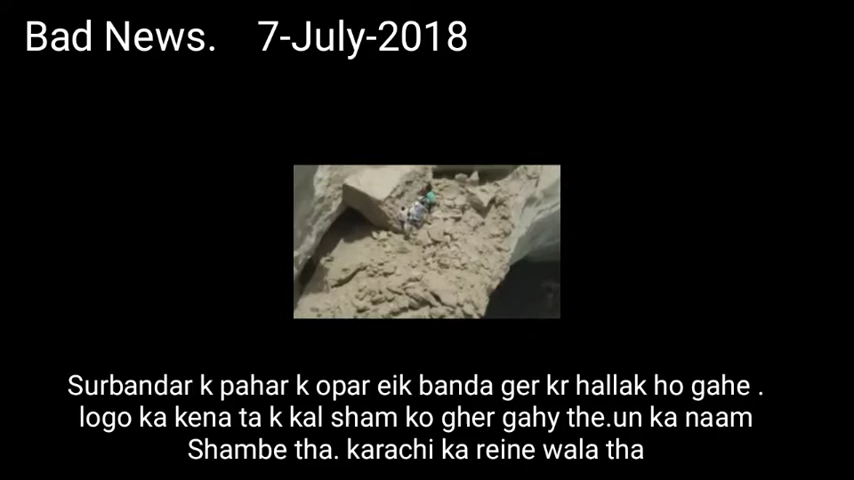 Bad News. 7-July-2018
Surbandar k pahar k opar eik banda ger kr hallak ho gahe .
logo ka kena ta k kal sham ko gher gahy the.un ka naam
Shambe tha. karachi ka reine wala tha